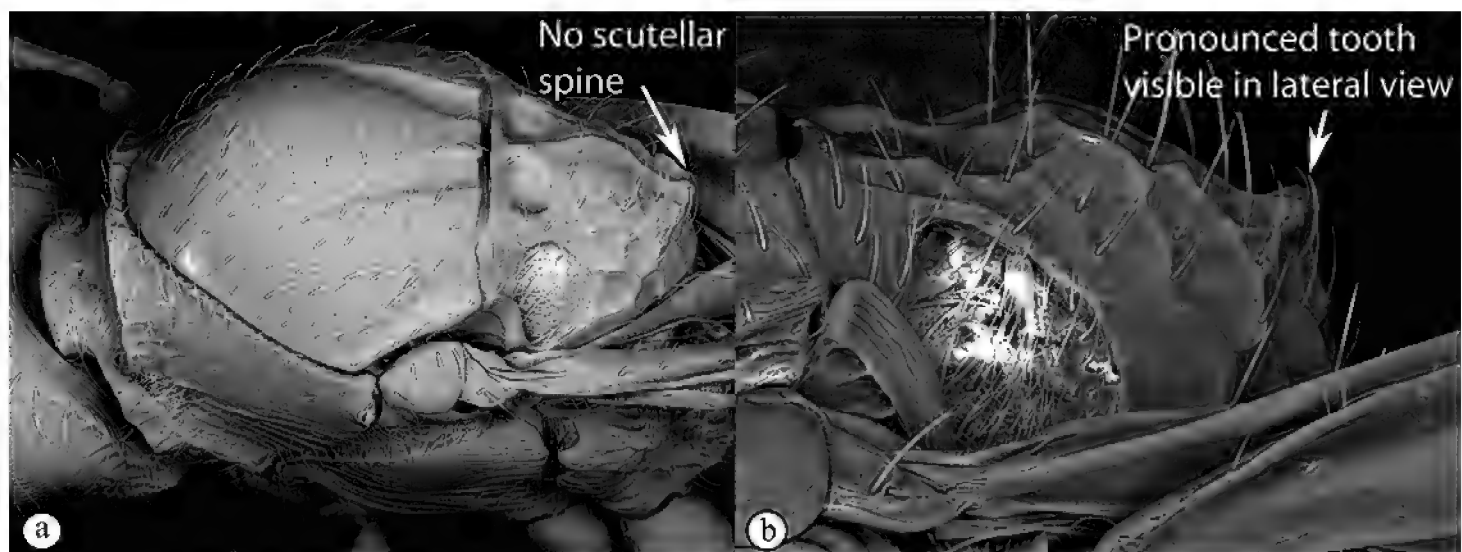 No scutellar
spine
Pronounced tooth
visible in lateral view
a
b